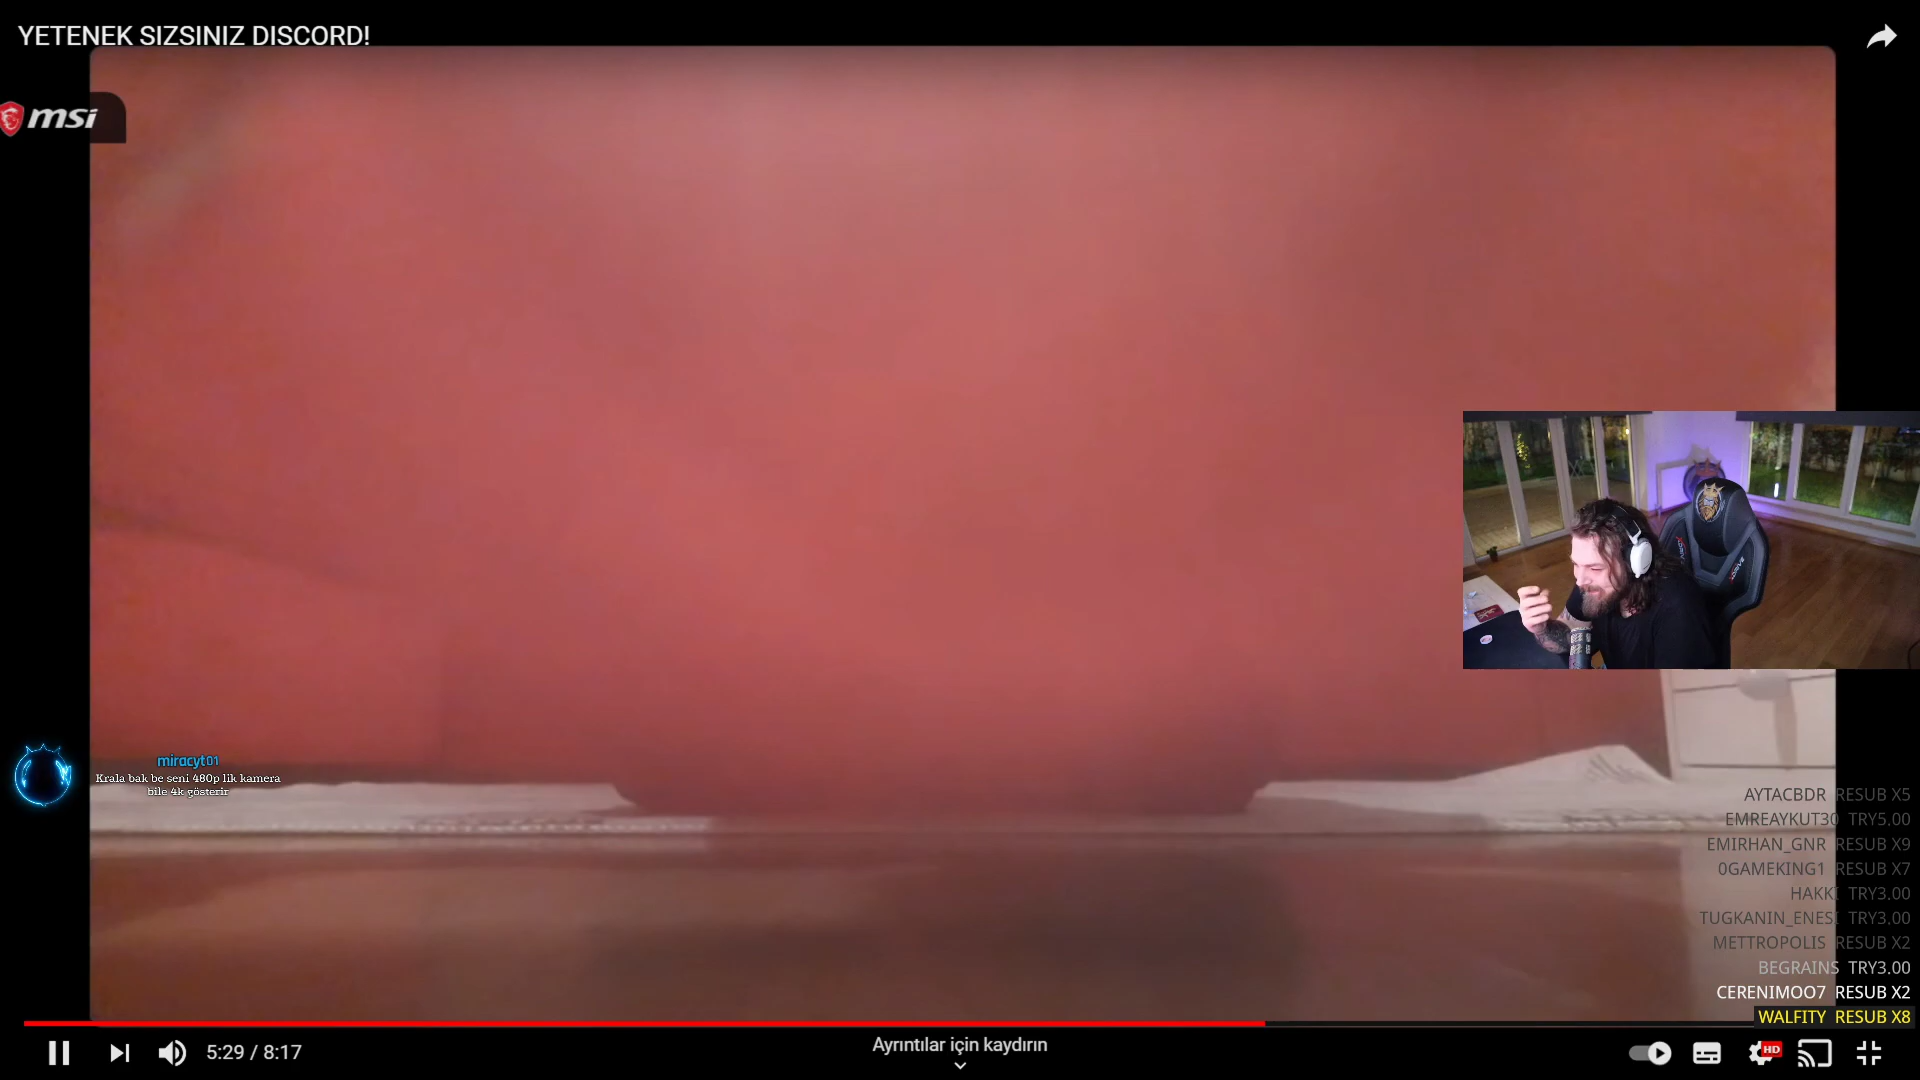 YETENEK SIZSINIZ DISCORD!
msi
miracyt01
Krala bak be seni 480p lik kamera
bile 4k gösterir
AYTACBDR RESUB X5
EMREAYKUT30 TRY5.00
EMIRHAN_GNR RESUB X9
0GAMEKING1 RESUB X7
HAKKI TRY3.00
TUGKANIN_ENESI TRY3.00
METTROPOLIS RESUB X2
BEGRAINS TRY3.00
CERENIMOO7 RESUB X2
WALFITY RESUB X8
5:29 / 8:17
Ayrıntılar için kaydırın
HD